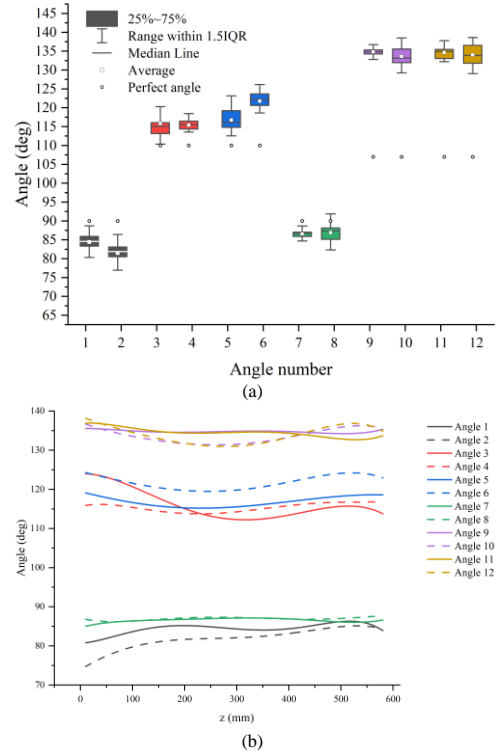 25%~75%
Range within 1.5IQR
Median Line
Average
Perfect angle
145
140
135
130
125
120
115
110
105
100
95
90
85
80
75
70
65
Angle (deg)
1 2 3 4 5 6 7 8 9 10 11 12
Angle number
(a)
140
130
120
110
100
90
80
70
Angle (deg)
0 100 200 300 400 500 600
z (mm)
Angle 1
Angle 2
Angle 3
Angle 4
Angle 5
Angle 6
Angle 7
Angle 8
Angle 9
Angle 10
Angle 11
Angle 12
(b)